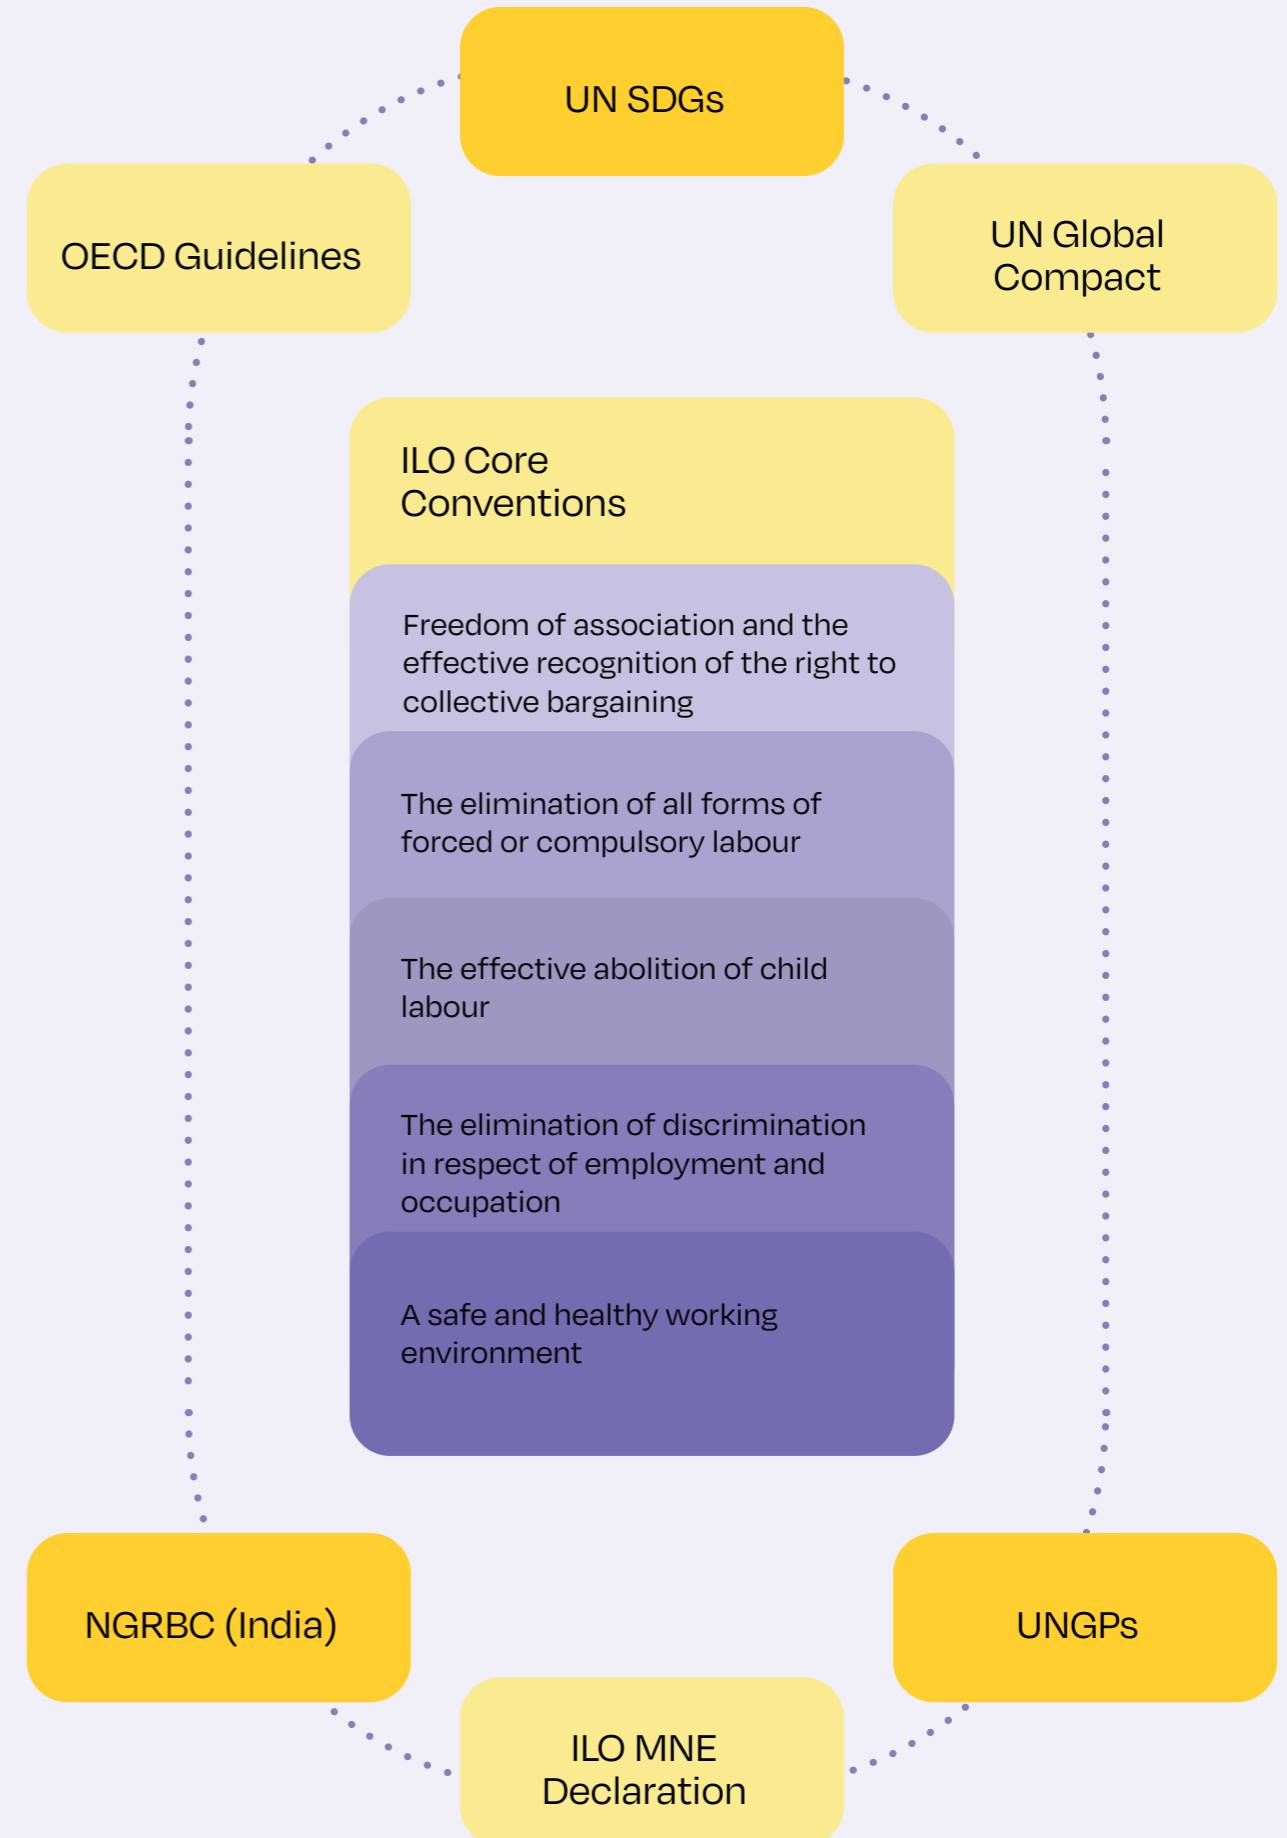 UN SDGs
OECD Guidelines
UN Global
Compact
ILO Core
Conventions
Freedom of association and the
effective recognition of the right to
collective bargaining
The elimination of all forms of
forced or compulsory labour
The effective abolition of child
labour
The elimination of discrimination
in respect of employment and
occupation
A safe and healthy working
environment
NGRBC (India)
UNGPs
ILO MNE
Declaration